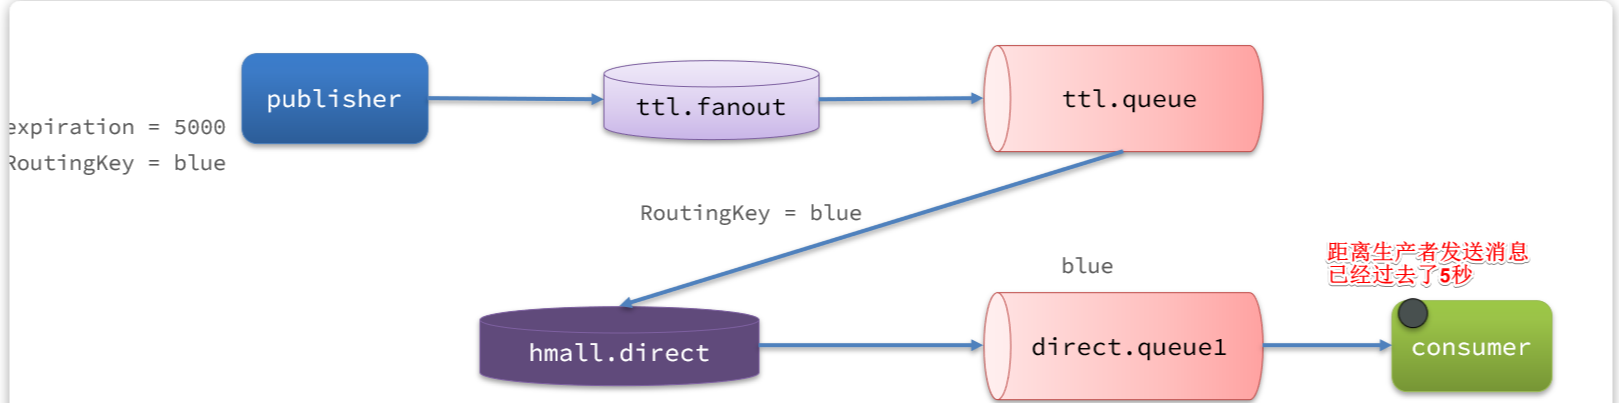 publisher
ttl.fanout
ttl.queue
expiration = 5000
RoutingKey = blue
RoutingKey = blue
blue
距离生产者发送消息
已经过去了5秒
hmall.direct
direct.queue1
consumer